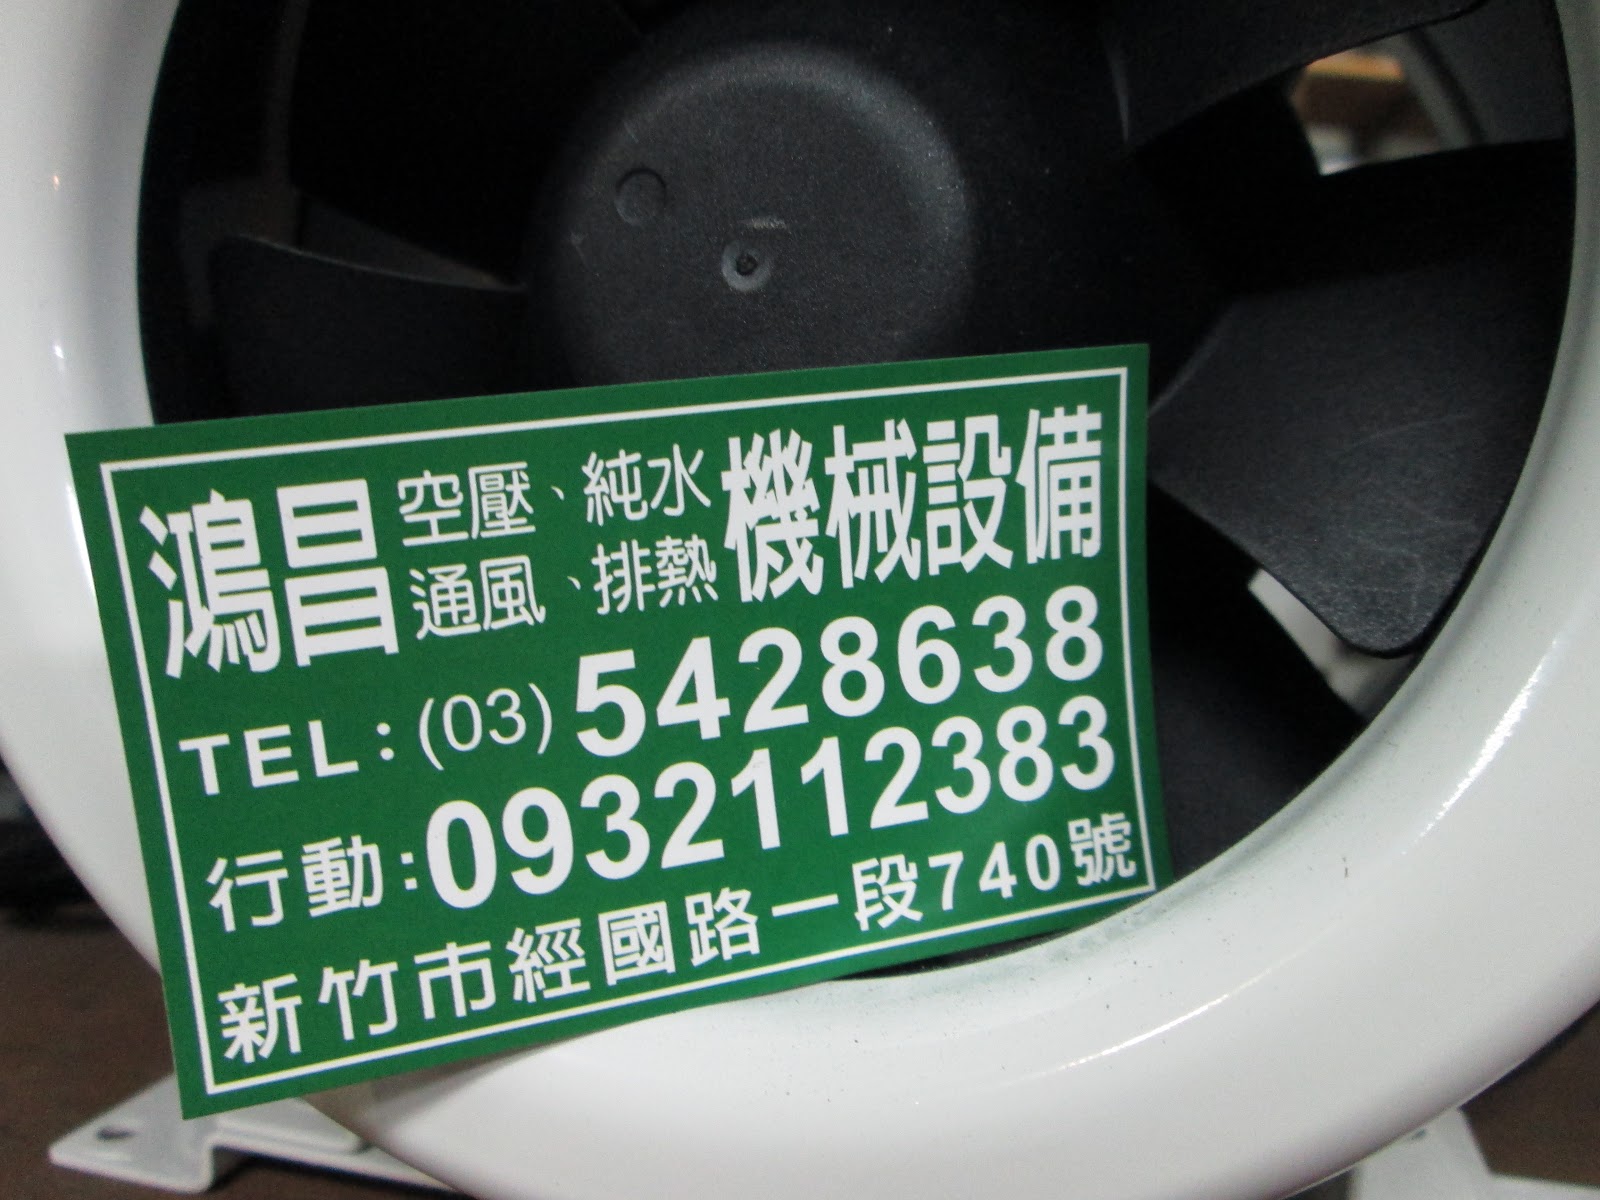 鴻昌 空壓、純水 機械設備
通風、排熱
TEL:(03)5428638
行動:0932112383
新竹市經國路一段740號